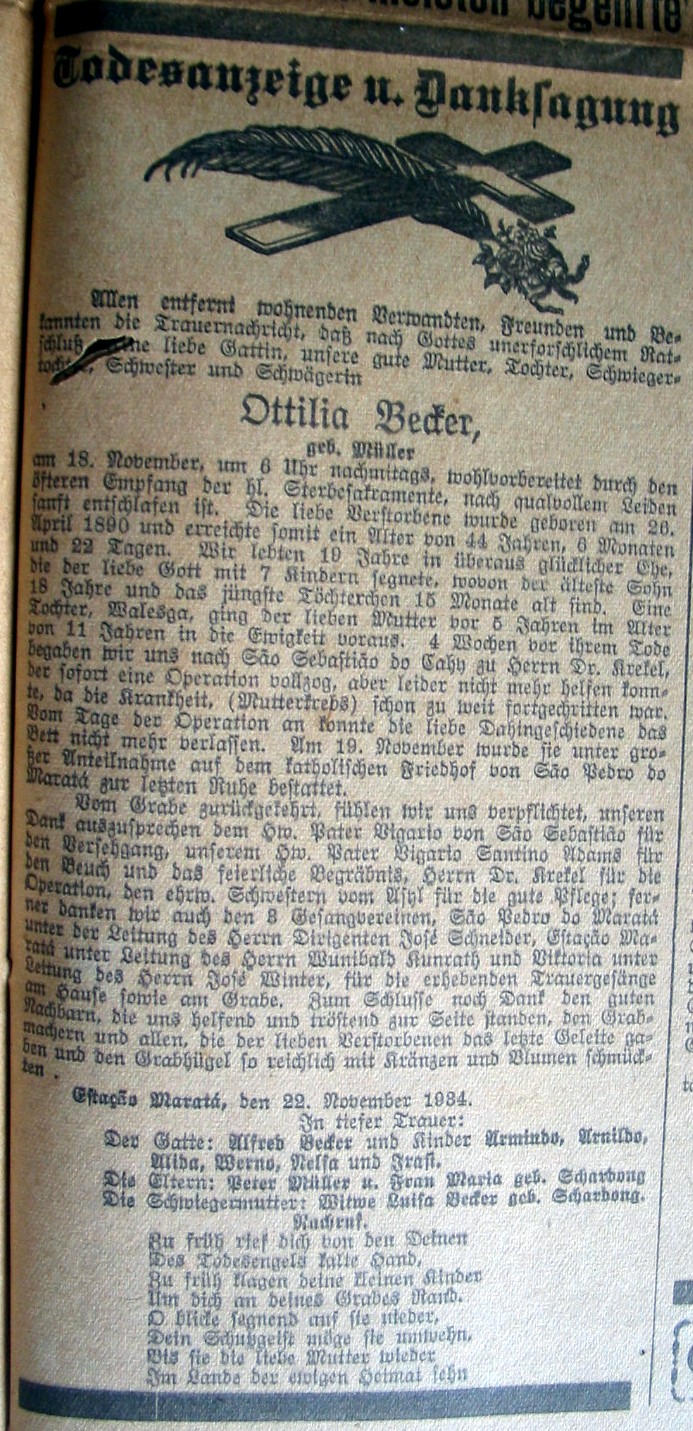 Todesanzeige u. Danksagung
Allen entfernt wohnenden Verwandten, Freunden und Be-
kannten die Trauernachricht, daß nach Gottes unerforschlichem Rat-
schluß liebe Gattin, unsere gute Mutter, Tochter, Schwieger-
Schwester und Schwägerin
Ottilia Becker,
geb. Müller
am 18. November, um 6 Uhr nachmitags, wohlvorbereitet durch den
öfteren Empfang der hl. Sterbesakramente, nach qualvollem Leiden
sanft entschlafen ist. Die liebe Verstorbene wurde geboren am 26.
April 1890 und erreichte somit ein Alter von 44 Jahren, 6 Monaten
und 22 Tagen. Wir lebten 19 Jahre in überaus glücklicher Ehe,
die der liebe Gott mit 7 Kindern segnete, wovon der älteste Sohn
18 Jahre und das jüngste Töchterchen 15 Monate alt sind. Eine
Tochter, Walesga, ging der lieben Mutter vor 5 Jahren im Alter
von 11 Jahren in die Ewigkeit voraus. 4 Wochen vor ihrem Tode
begaben wir uns nach São Sebastião do Cahy zu Herrn Dr. Krekel,
der sofort eine Operation vollzog, aber leider nicht mehr helfen konn-
te, da die Krankheit, (Mutterkrebs) schon zu weit fortgechritten war.
Vom Tage der Operation an konnte die liebe Dahingeschiedene das
Bett nicht mehr verlassen. Am 19. November wurde sie unter gro-
ßer Anteilnahme auf dem katholischen Friedhof von São Pedro do
Maratá zur letzten Ruhe bestattet.
Vom Grabe zurückgekehrt, fühlen wir uns verpflichtet, unseren
Dank auszusprechen dem Hw. Pater Vigario von São Sebastião für
den Versehgang, unserem Hw. Pater Vigario Santino Adams für
den Beuch und das feierliche Begräbnis, Herrn Dr. Krekel für die
Operation, den ehrw. Schwestern vom Asyl für die gute Pflege; fer-
ner danken wir auch den 3 Gesangvereinen, São Pedro do Maratá
unter der Leitung des Herrn Dirigenten José Schneider, Estação Ma-
ratá unter Leitung des Herrn Wunibald Kunrath und Viktoria unter
Leitung des Herrn José Winter, für die erhebenden Trauergesänge
am Hause sowie am Grabe. Zum Schlusse noch Dank den guten
Nachbarn, die uns helfend und tröstend zur Seite standen, den Grab-
machern und allen, die der lieben Verstorbenen das letzte Geleite ga-
ben und den Grabhügel so reichlich mit Kränzen und Blumen schmück-
ten .
Estação Maratá, den 22. November 1934.
In tiefer Trauer:
Der Gatte: Alfred Becker und Kinder Armindo, Arnildo,
Alida, Werno, Nelsa und Irasi.
Die Eltern: Peter Müller u. Frau Maria geb. Schardong
Die Schwiegermutter: Witwe Luisa Becker geb. Schardong.
Nachruf.
Zu früh rief dich von den Deinen
Des Todesengels kalte Hand,
Zu früh klagen deine kleinen Kinder
Um dich an deines Grabes Rand.
O blicke segnend auf sie nieder,
Dein Schutzgeist möge sie umwehn,
Bis sie die liebe Mutter wieder
Im Lande der ewigen Heimat sehn